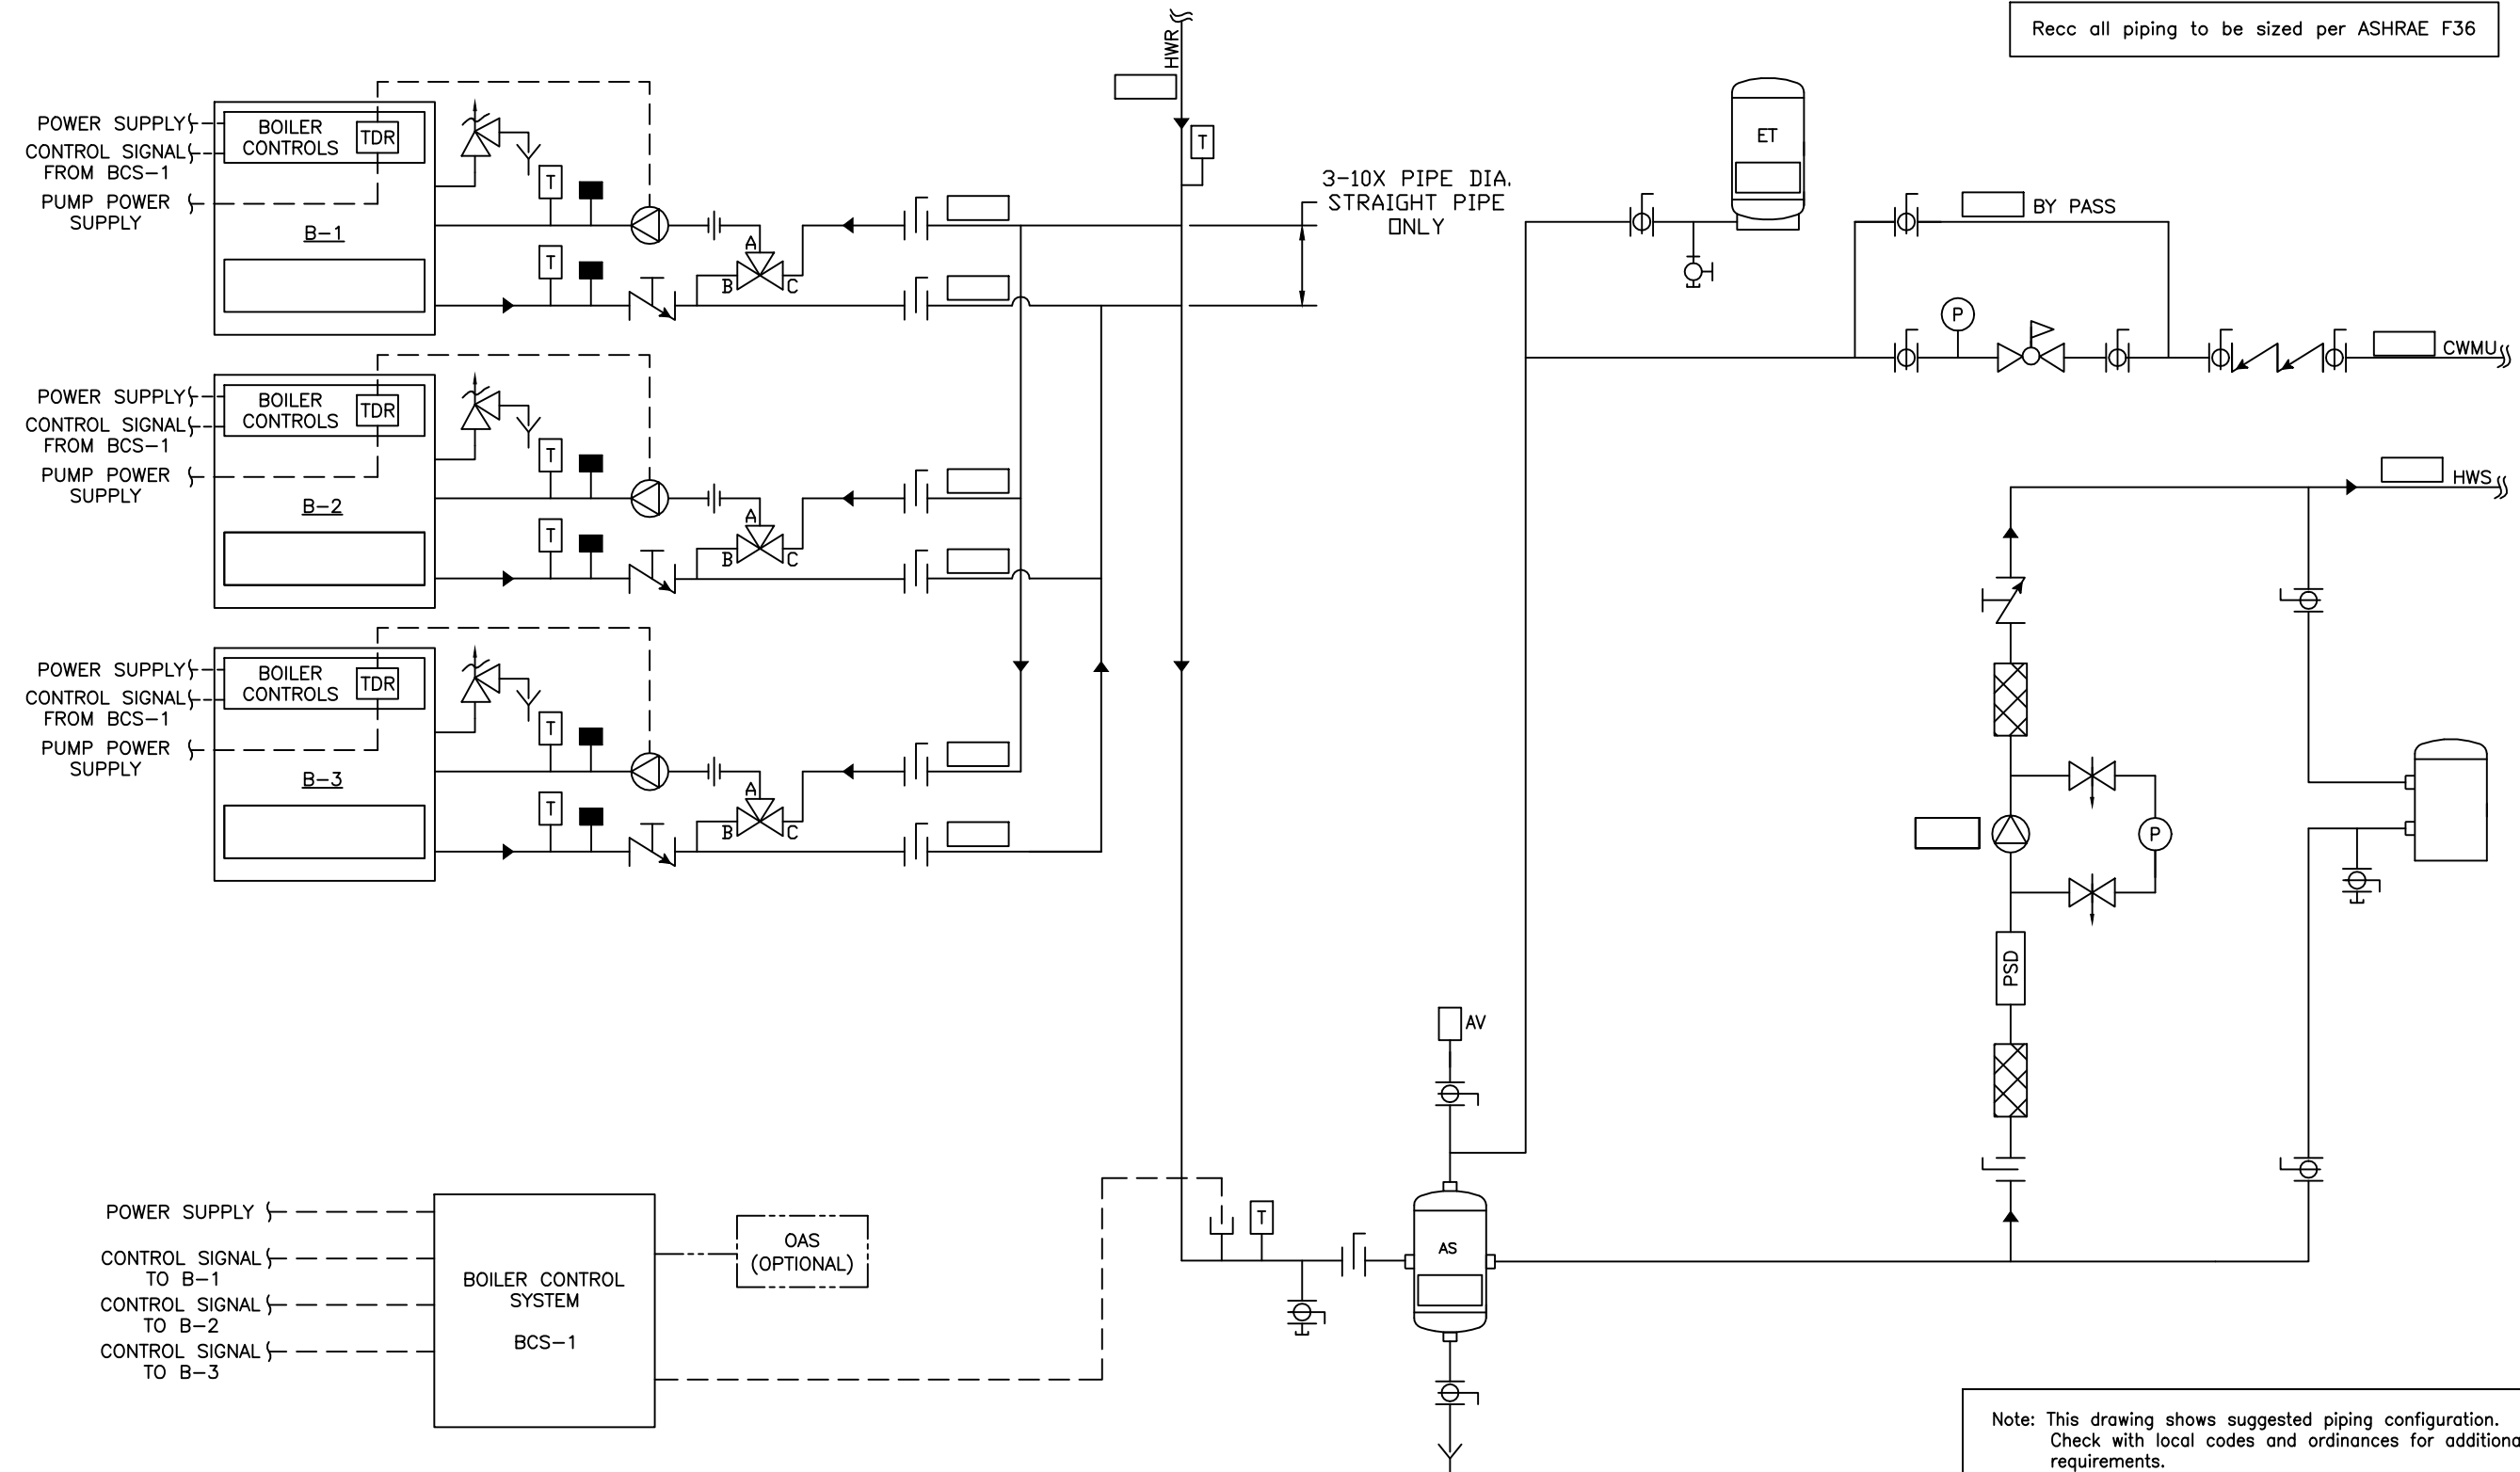 Recc all piping to be sized per ASHRAE F36
HWR
T
3-10X PIPE DIA.
STRAIGHT PIPE
ONLY
POWER SUPPLY
CONTROL SIGNAL
FROM BCS-1
PUMP POWER
SUPPLY
BOILER
CONTROLS
TDR
B-1
T
T
A
B
C
POWER SUPPLY
CONTROL SIGNAL
FROM BCS-1
PUMP POWER
SUPPLY
BOILER
CONTROLS
TDR
B-2
T
T
A
B
C
POWER SUPPLY
CONTROL SIGNAL
FROM BCS-1
PUMP POWER
SUPPLY
BOILER
CONTROLS
TDR
B-3
T
T
A
B
C
ET
BY PASS
P
CWMU
HWS
P
PSD
AV
T
AS
POWER SUPPLY
CONTROL SIGNAL
TO B-1
CONTROL SIGNAL
TO B-2
CONTROL SIGNAL
TO B-3
BOILER CONTROL
SYSTEM
BCS-1
OAS
(OPTIONAL)
Note: This drawing shows suggested piping configuration.
Check with local codes and ordinances for additiona
requirements.